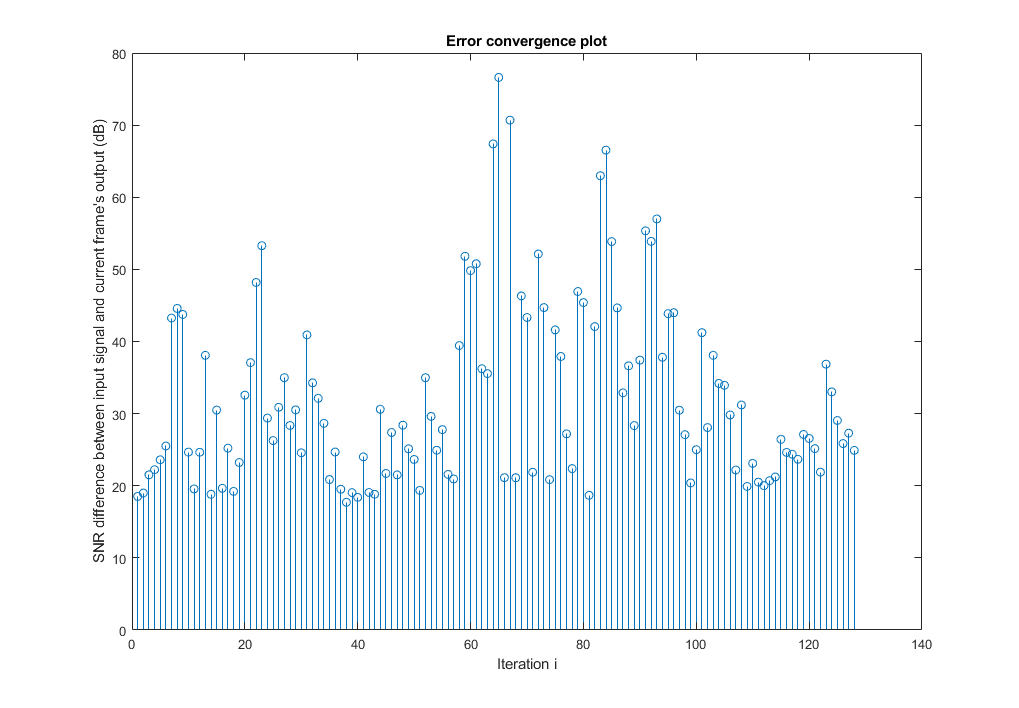 Error convergence plot
SNR difference between input signal and current frame's output (dB)
80
70
60
50
40
30
20
10
0
0 20 40 60 80 100 120 140
Iteration i